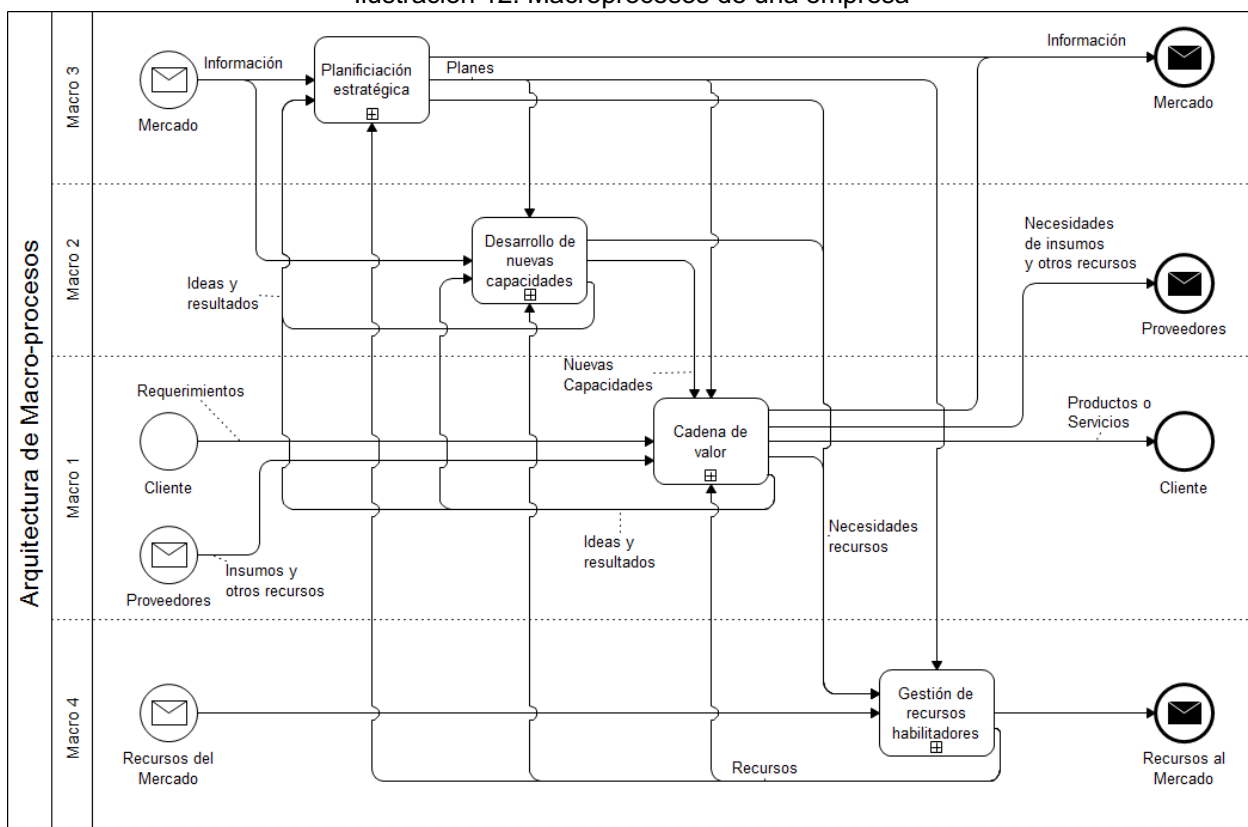 Ilustración 12: Macroprocesos de una empresa
Arquitectura de Macro-procesos
Macro 3
Mercado
Información
Planificiación
estratégica
Planes
Información
Mercado
Macro 2
Ideas y
resultados
Desarrollo de
nuevas
capacidades
Necesidades
de insumos
y otros recursos
Proveedores
Macro 1
Requerimientos
Cliente
Nuevas
Capacidades
Cadena de
valor
Productos o
Servicios
Cliente
Proveedores
Insumos y
otros recursos
Ideas y
resultados
Necesidades
recursos
Macro 4
Recursos del
Mercado
Gestión de
recursos
habilitadores
Recursos
Recursos al
Mercado